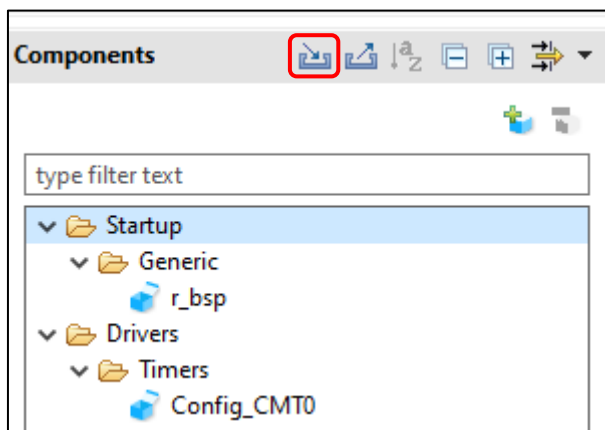 Components
a
z
type filter text
Startup
Generic
r_bsp
Drivers
Timers
Config_CMT0